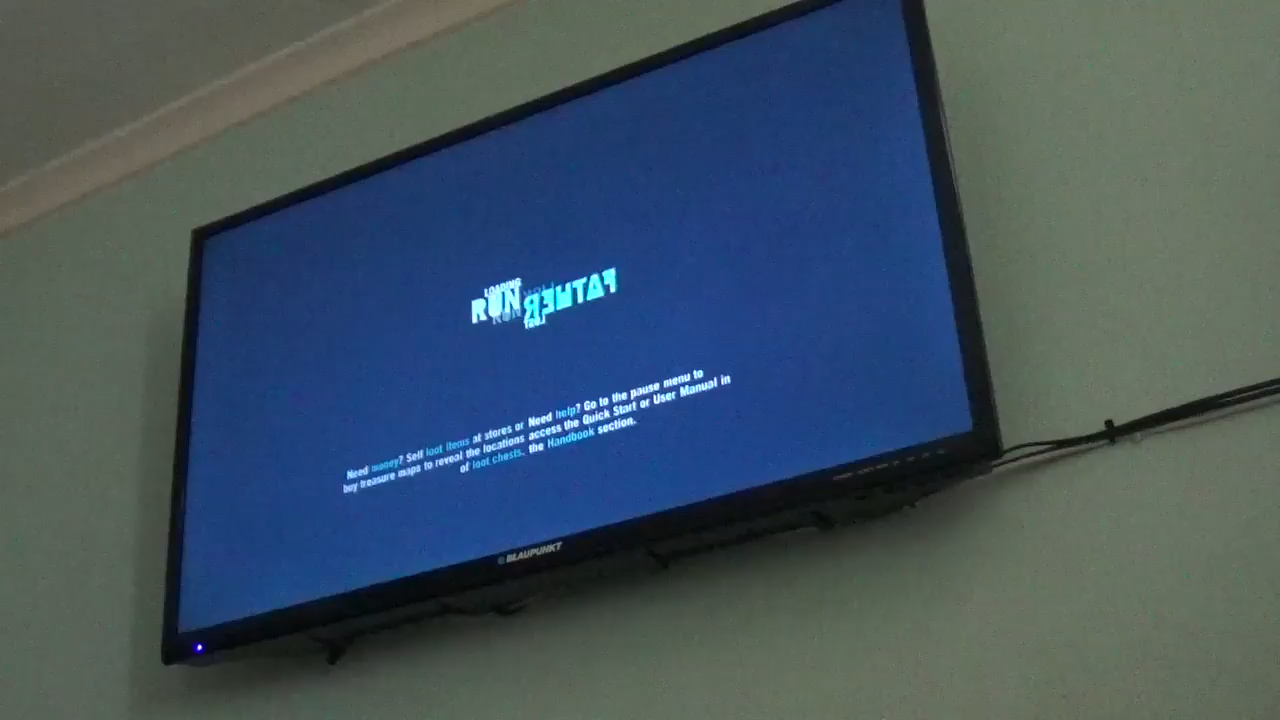 LOADING
RUN
Need money? Sell loot items at stores or Need help? Go to the pause menu to
buy treasure maps to reveal the locations access the Quick Start or User Manual in
of loot chests. the Handbook section.
BLAUPUNKT